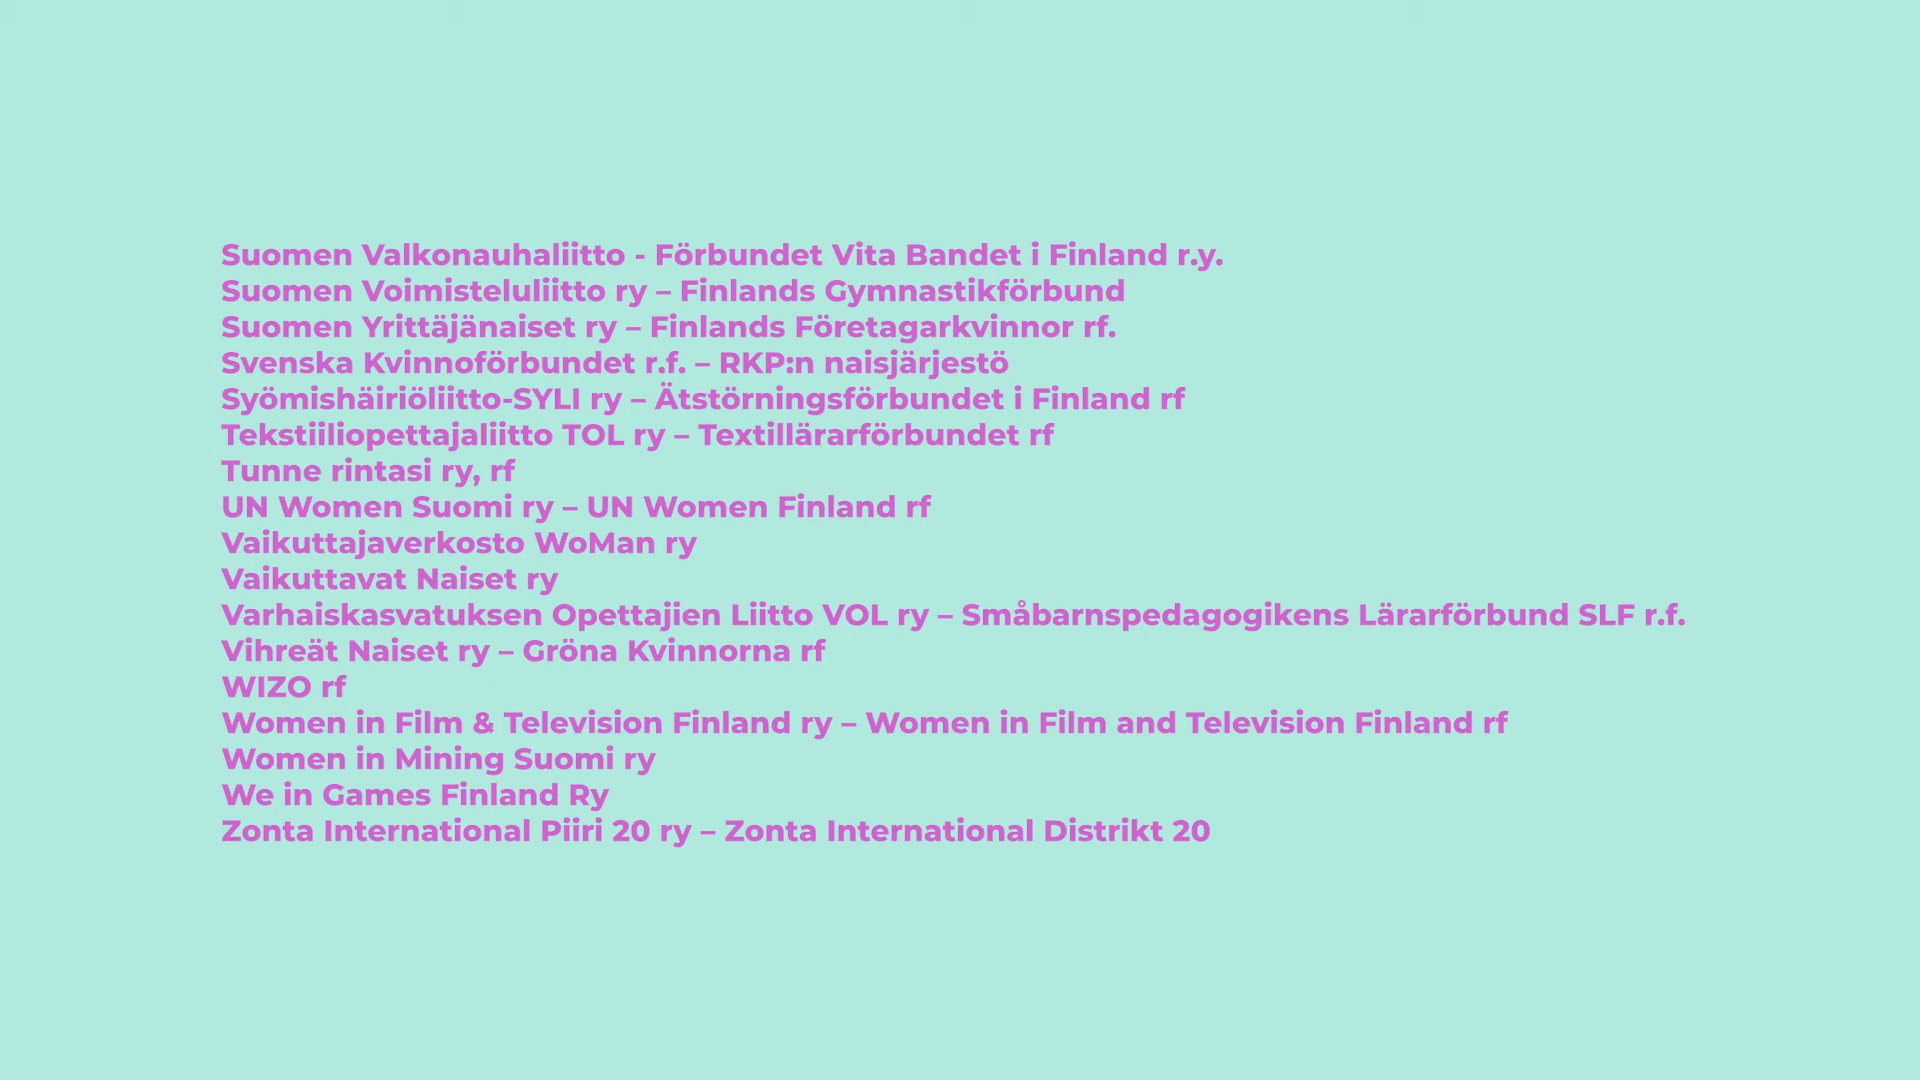 Suomen Valkonauhaliitto - Förbundet Vita Bandet i Finland r.y.
Suomen Voimisteluliitto ry – Finlands Gymnastikförbund
Suomen Yrittäjänaiset ry – Finlands Företagarkvinnor rf.
Svenska Kvinnoförbundet r.f. – RKP:n naisjärjestö
Syömishäiriöliitto-SYLI ry – Ätstörningsförbundet i Finland rf
Tekstiiliopettajaliitto TOL ry – Textillärarförbundet rf
Tunne rintasi ry, rf
UN Women Suomi ry – UN Women Finland rf
Vaikuttajaverkosto WoMan ry
Vaikuttavat Naiset ry
Varhaiskasvatuksen Opettajien Liitto VOL ry – Småbarnspedagogikens Lärarförbund SLF r.f.
Vihreät Naiset ry – Gröna Kvinnorna rf
WIZO rf
Women in Film & Television Finland ry – Women in Film and Television Finland rf
Women in Mining Suomi ry
We in Games Finland Ry
Zonta International Piiri 20 ry – Zonta International Distrikt 20